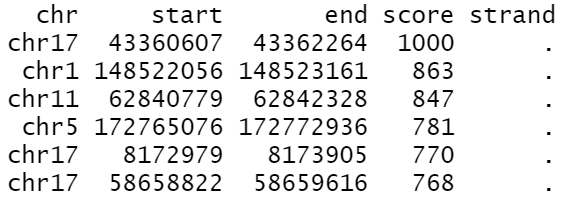 chr start end score strand
chr17 43360607 43362264 1000 .
chr1 148522056 148523161 863 .
chr11 62840779 62842328 847 .
chr5 172765076 172772936 781 .
chr17 8172979 8173905 770 .
chr17 58658822 58659616 768 .